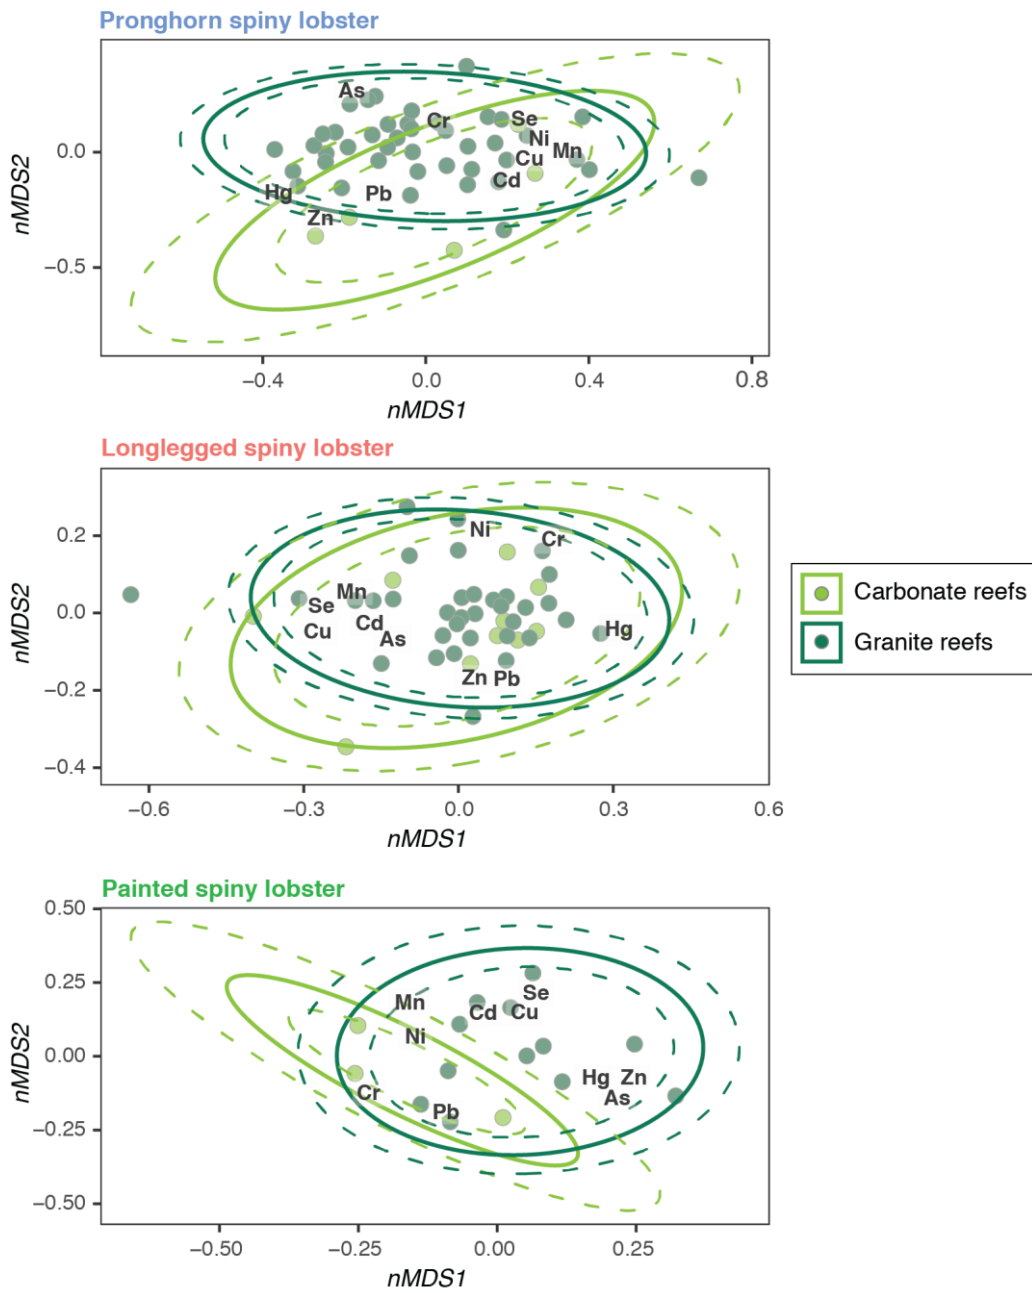 Pronghorn spiny lobster
nMDS2
0.0
−0.5
As
Cr
Se
Ni
Cu
Mn
Cd
Hg
Pb
Zn
−0.4
0.0
0.4
0.8
nMDS1
Longlegged spiny lobster
nMDS2
0.2
0.0
−0.2
−0.4
Ni
Cr
Mn
Se
Cd
Cu
As
Hg
Zn
Pb
−0.6
−0.3
0.0
0.3
0.6
nMDS1
Carbonate reefs
Granite reefs
Painted spiny lobster
nMDS2
0.50
0.25
0.00
−0.25
−0.50
Mn
Se
Cd
Cu
Ni
Hg
Zn
Cr
As
Pb
−0.50
−0.25
0.00
0.25
nMDS1